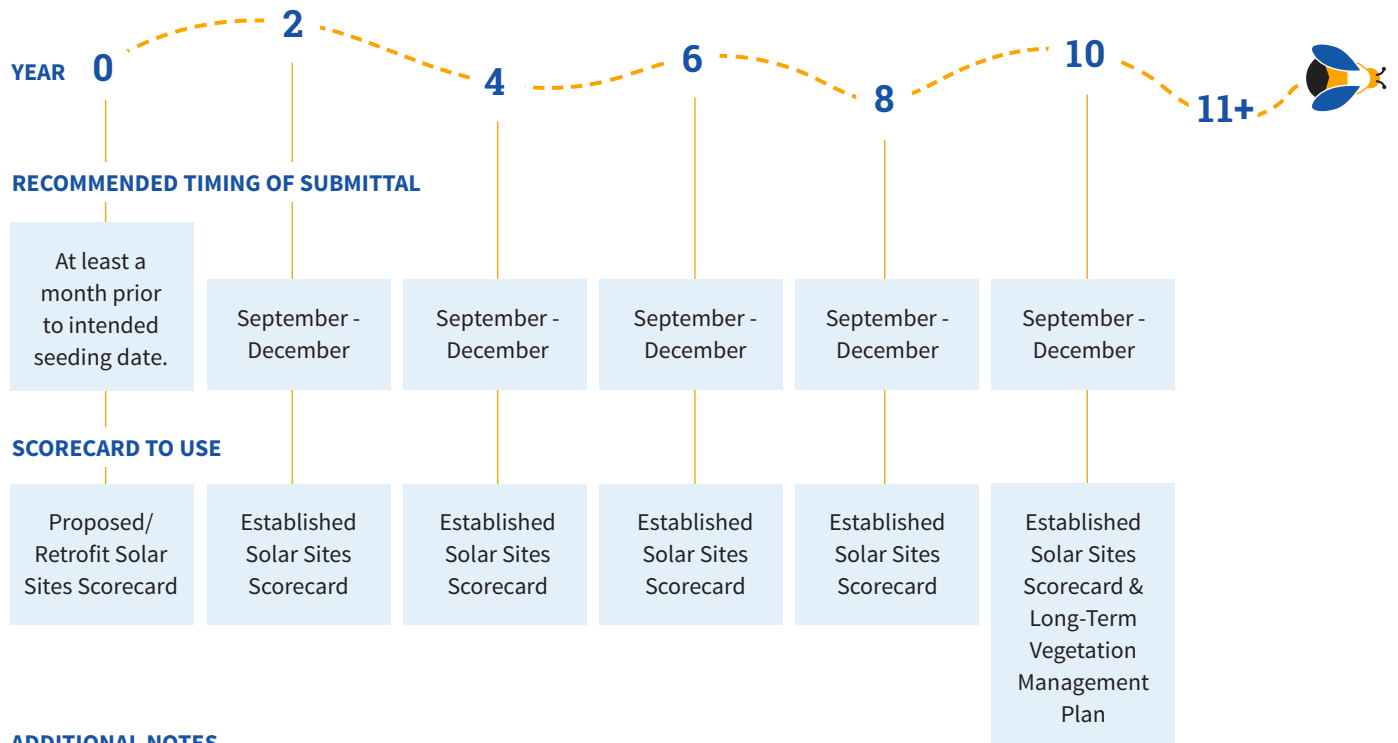 YEAR 0 2 4 6 8 10 11+
RECOMMENDED TIMING OF SUBMITTAL
At least a
month prior
to intended
seeding date.
September -
December
September -
December
September -
December
September -
December
September -
December
SCORECARD TO USE
Proposed/
Retrofit Solar
Sites Scorecard
Established
Solar Sites
Scorecard
Established
Solar Sites
Scorecard
Established
Solar Sites
Scorecard
Established
Solar Sites
Scorecard
Established
Solar Sites
Scorecard &
Long-Term
Vegetation
Management
Plan
ADDITIONAL NOTES